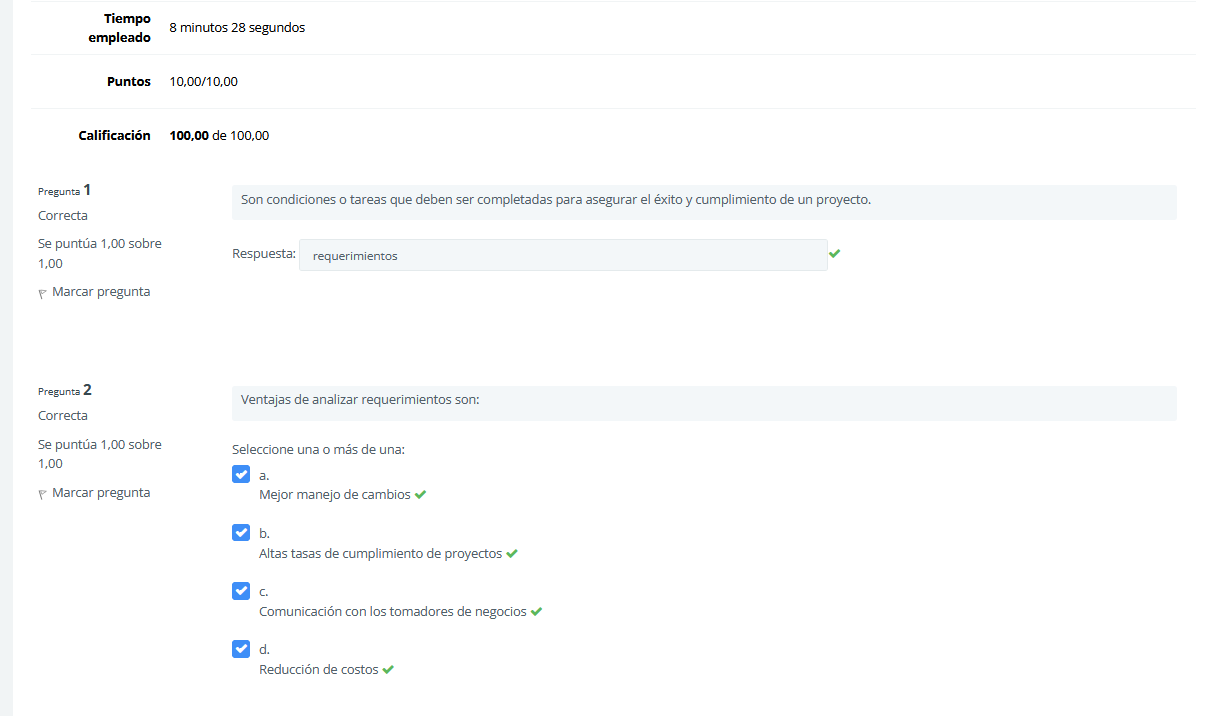 Tiempo
empleado
8 minutos 28 segundos
Puntos
10,00/10,00
Calificación
100,00 de 100,00
Pregunta 1
Correcta
Se puntúa 1,00 sobre
1,00
Marcar pregunta
Son condiciones o tareas que deben ser completadas para asegurar el éxito y cumplimiento de un proyecto.
Respuesta: requerimientos
Pregunta 2
Correcta
Se puntúa 1,00 sobre
1,00
Marcar pregunta
Ventajas de analizar requerimientos son:
Seleccione una o más de una:
a.
Mejor manejo de cambios
b.
Altas tasas de cumplimiento de proyectos
c.
Comunicación con los tomadores de negocios
d.
Reducción de costos